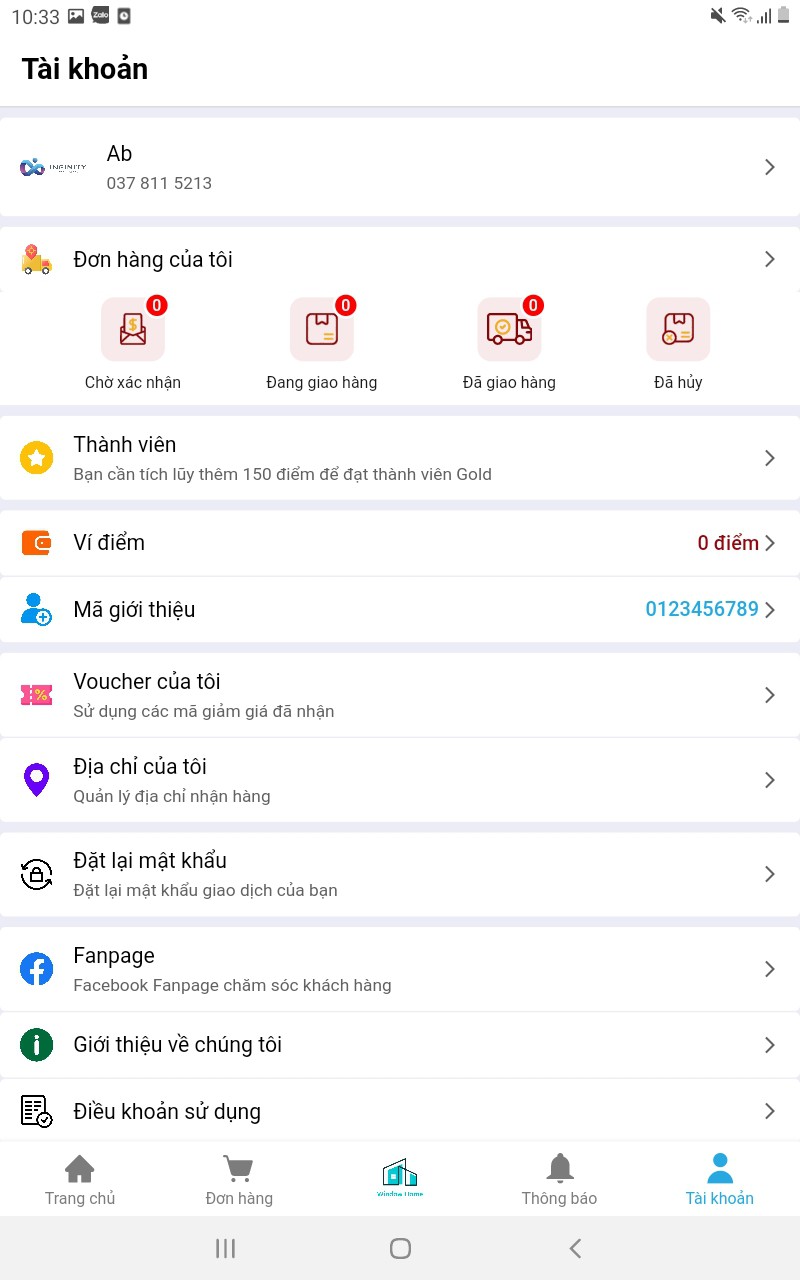 10:33
Zalo
Tài khoản
INFINITY
Ab
037 811 5213
Đơn hàng của tôi
0
0
0
Chờ xác nhận
Đang giao hàng
Đã giao hàng
Đã hủy
Thành viên
Bạn cần tích lũy thêm 150 điểm để đạt thành viên Gold
Ví điểm
0 điểm
Mã giới thiệu
0123456789
Voucher của tôi
Sử dụng các mã giảm giá đã nhận
Địa chỉ của tôi
Quản lý địa chỉ nhận hàng
Đặt lại mật khẩu
Đặt lại mật khẩu giao dịch của bạn
Fanpage
Facebook Fanpage chăm sóc khách hàng
Giới thiệu về chúng tôi
Điều khoản sử dụng
Window Home
Trang chủ
Đơn hàng
Thông báo
Tài khoản